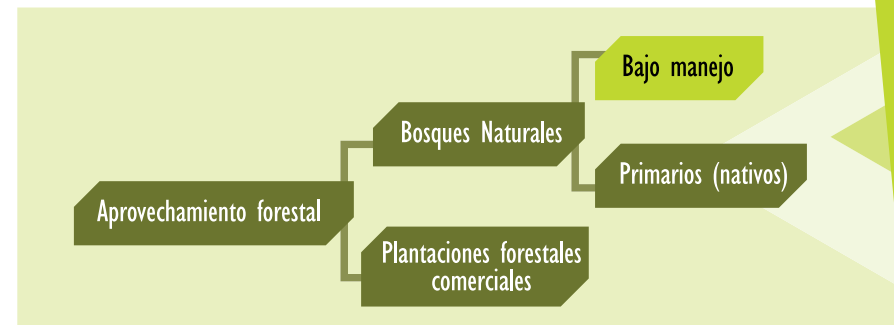 Bajo manejo
Bosques Naturales
Primarios (nativos)
Aprovechamiento forestal
Plantaciones forestales
comerciales